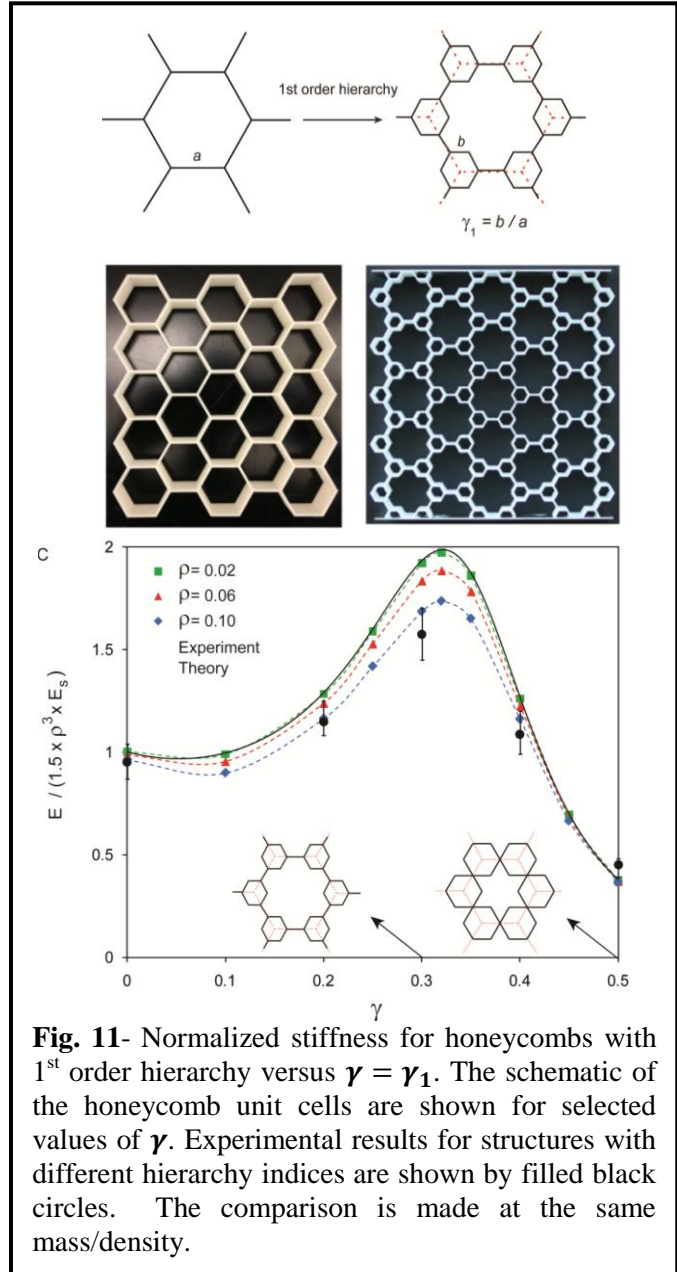 1st order hierarchy
a
b
γ₁ = b / a
C
2
1.5
1
0.5
0
E / (1.5 x ρ³ x Eₛ)
ρ= 0.02
ρ= 0.06
ρ= 0.10
Experiment
Theory
0 0.1 0.2 0.3 0.4 0.5
γ
Fig. 11- Normalized stiffness for honeycombs with
1st order hierarchy versus γ = γ₁. The schematic of
the honeycomb unit cells are shown for selected
values of γ. Experimental results for structures with
different hierarchy indices are shown by filled black
circles. The comparison is made at the same
mass/density.